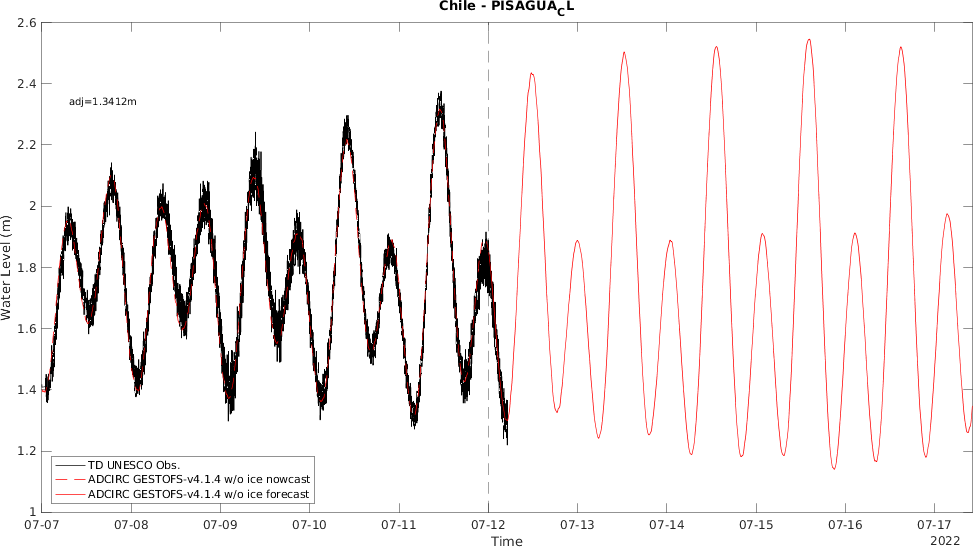 Chile - PISAGUA_CL
2.6
2.4
adj=1.3412m
2.2
2
1.8
Water Level (m)
1.6
1.4
1.2
TD UNESCO Obs.
ADCIRC GESTOFS-v4.1.4 w/o ice nowcast
ADCIRC GESTOFS-v4.1.4 w/o ice forecast
1
07-07 07-08 07-09 07-10 07-11 07-12 07-13 07-14 07-15 07-16 07-17
Time
2022